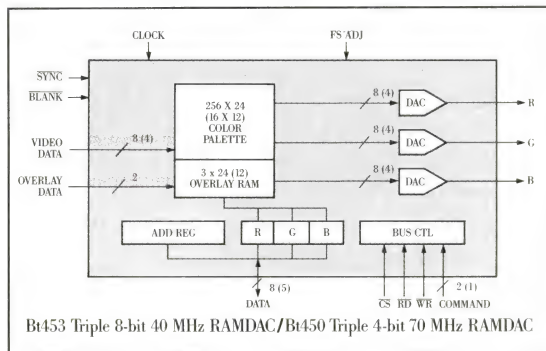 CLOCK FS ADJ
SYNC
BLANK
VIDEO
DATA
8 (4)
OVERLAY
DATA
2
256 X 24
(16 X 12)
COLOR
PALETTE
3 x 24 (12)
OVERLAY RAM
8 (4) DAC R
8 (4) DAC G
8 (4) DAC B
ADD REG R G B BUS CTL
8 (5)
DATA
CS RD WR COMMAND
2 (1)
Bt453 Triple 8-bit 40 MHz RAMDAC/Bt450 Triple 4-bit 70 MHz RAMDAC